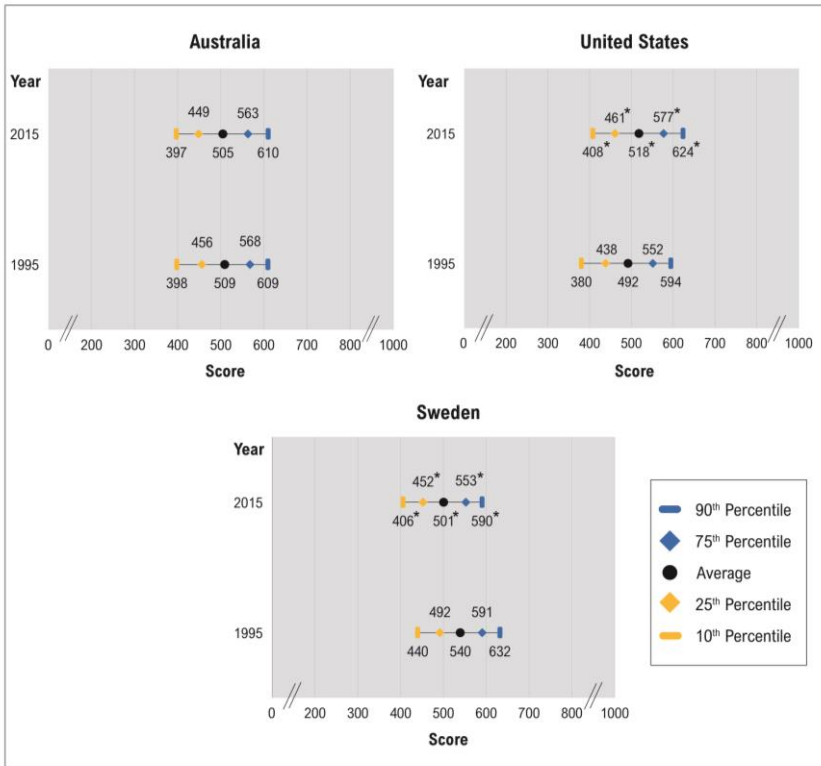 Australia
Year
449 563
2015
397 505 610
456 568
1995
398 509 609
0 200 300 400 500 600 700 800 1000
Score
United States
Year
461* 577*
2015
408* 518* 624*
438 552
1995
380 492 594
0 200 300 400 500 600 700 800 1000
Score
Sweden
Year
452* 553*
2015
406* 501* 590*
492 591
1995
440 540 632
0 200 300 400 500 600 700 800 1000
Score
90th Percentile
75th Percentile
Average
25th Percentile
10th Percentile